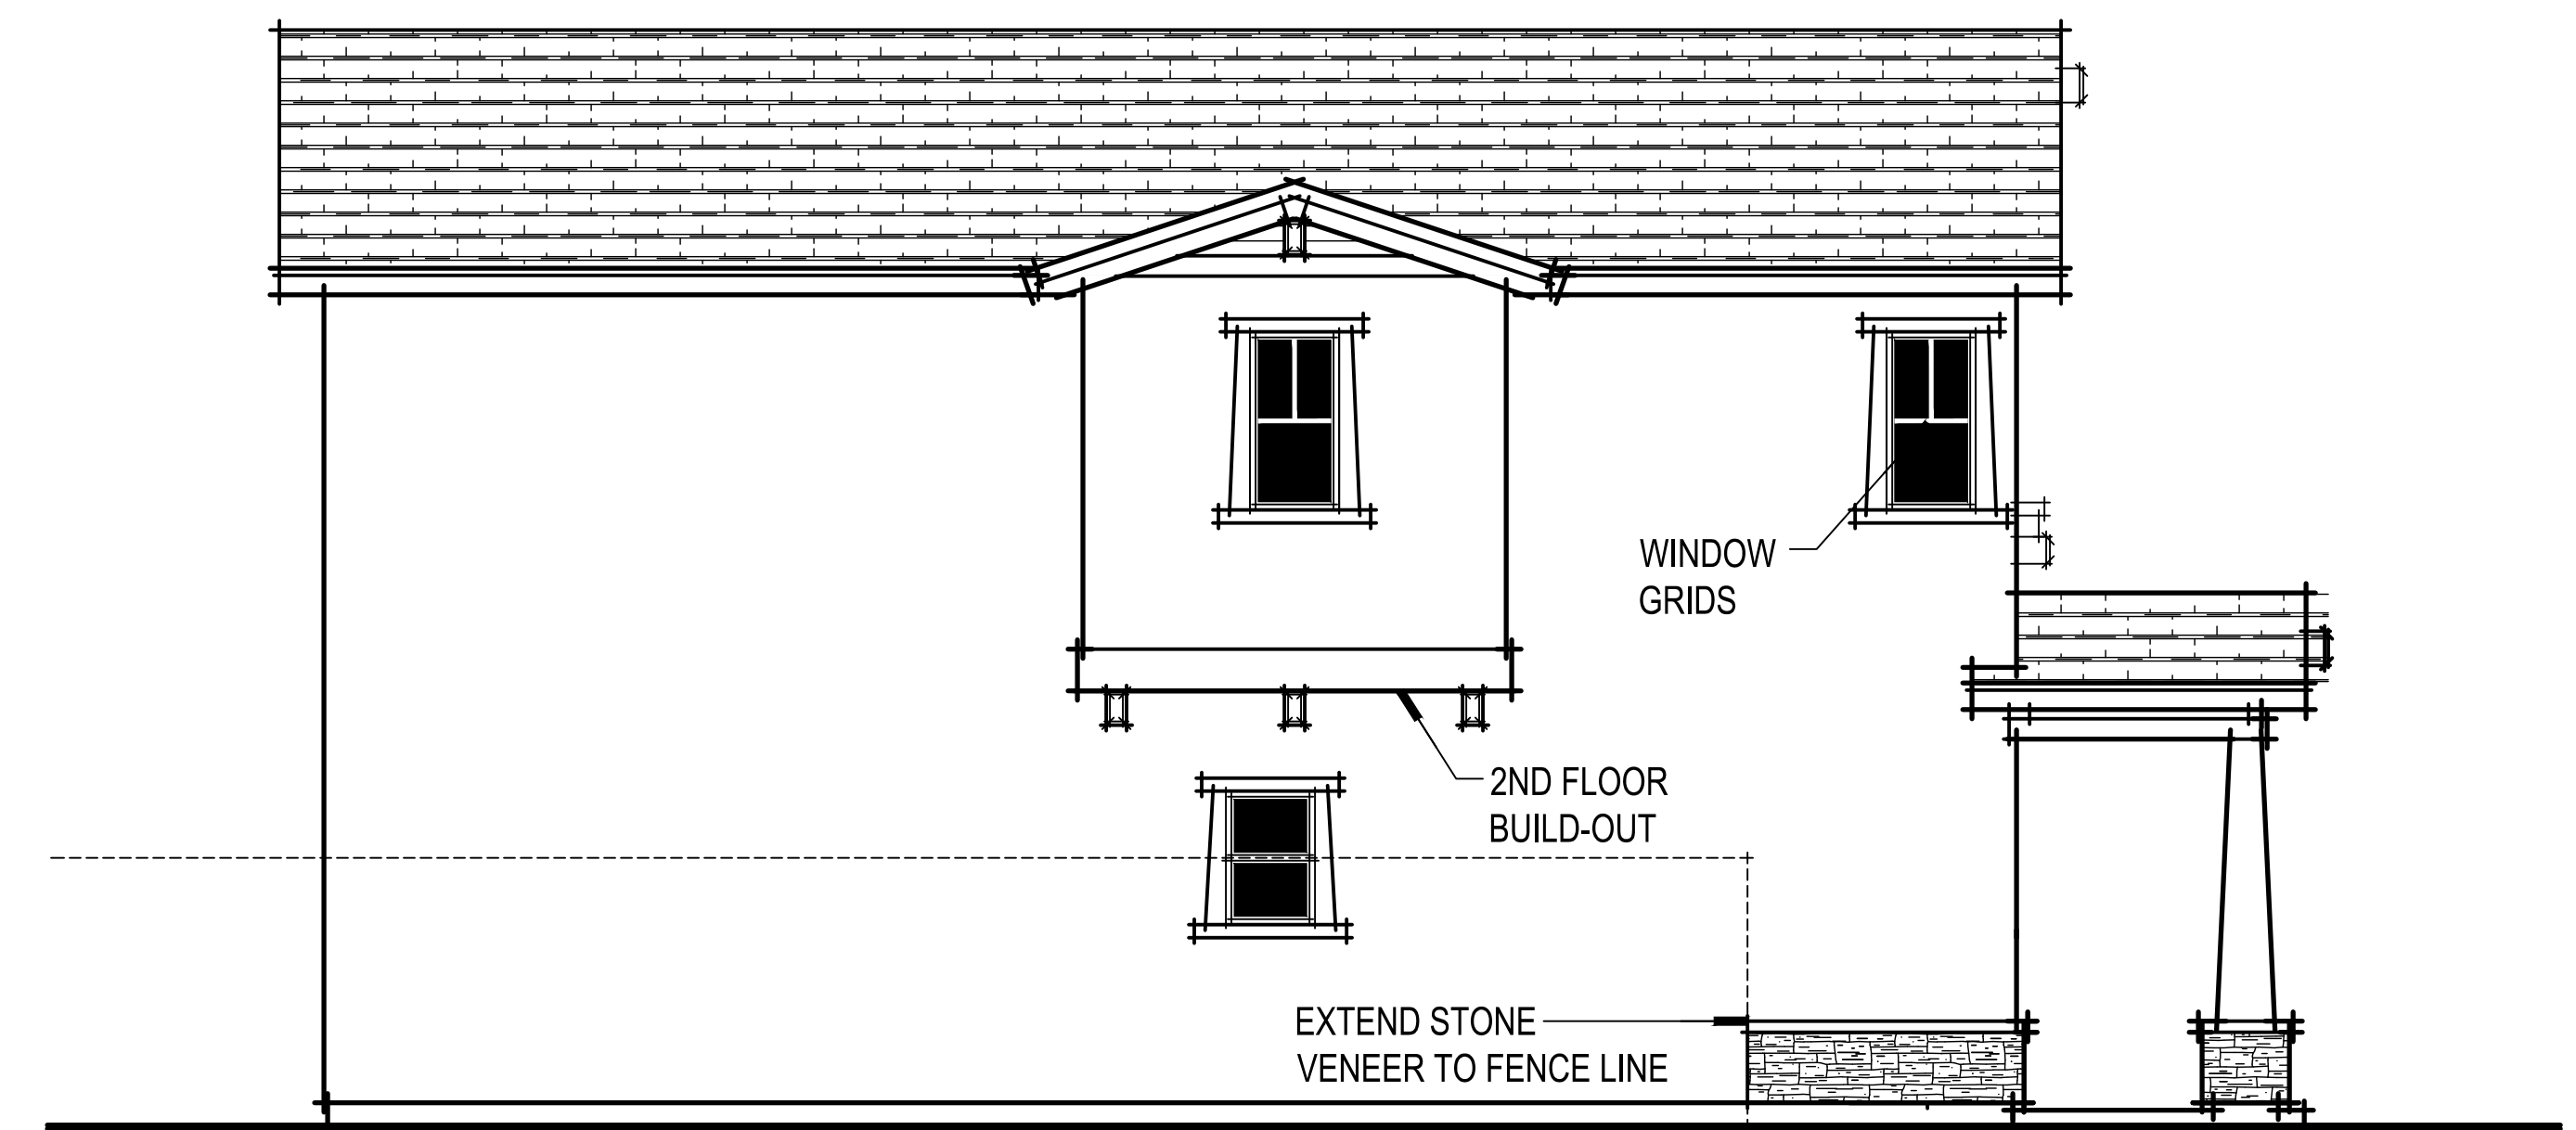 WINDOW
GRIDS
2ND FLOOR
BUILD-OUT
EXTEND STONE
VENEER TO FENCE LINE